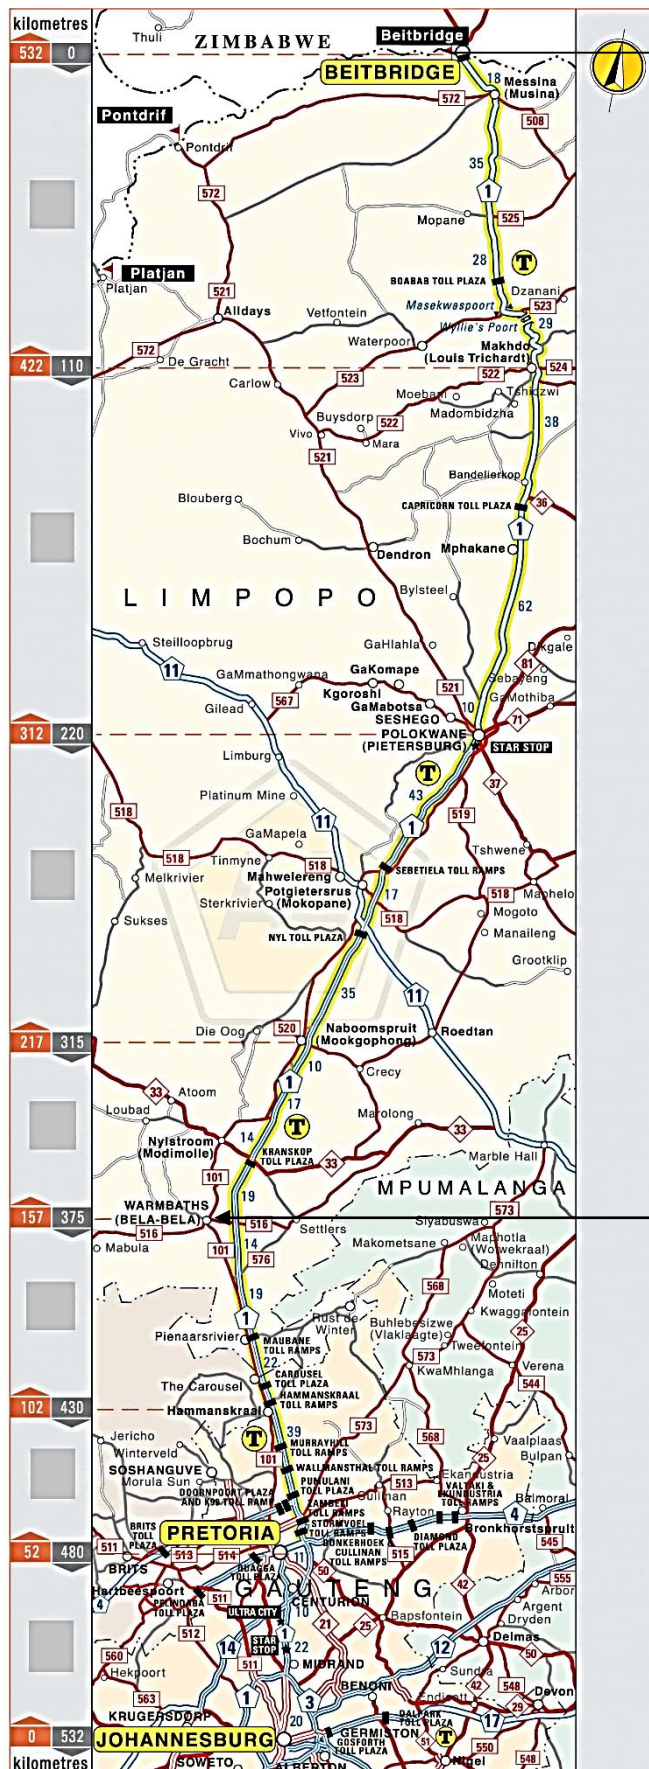 kilometres
Thuli
ZIMBABWE
Beitbridge
532 0
BEITBRIDGE
18
Messina
(Musina)
572
508
Pontdrif
Pontdrif
35
572
1
Mopane
525
28
T
Platjan
BOABAB TOLL PLAZA
Platjan
Dzanani
521
Masekwaspoort
523
Alldays
Vetfontein
Wyllie's Poort
29
Waterpoort
Makhdo
(Louis Trichardt)
572
De Gracht
422 110
524
523
522
Carlow
Moebani
Tshiozwi
Madombidzha
Buysdorp
38
522
Vivo
Mara
521
Bandelierkop
Blouberg
CAPRICORN TOLL PLAZA
36
1
Bochum
Dendron
Mphakane
Bylsteel
LIMPOPO
62
Steilloopbrug
GaHlahla
Dikgale
81
11
GaMmathongwana
GaKomape
Sebayeng
Kgoroshi
521
567
Gilead
GaMabotsa
10
GaMothiba
SESHEGO
71
312 220
POLOKWANE
(PIETERSBURG)
STAR STOP
Limburg
T
37
Platinum Mine
43
518
11
1
519
GaMapela
Tshwene
518
Tinmyne
518
SEBETIELA TOLL RAMPS
Melkrivier
Mahwelereng
Potgietersrus
(Mokopane)
17
518
Maphelo
Sterkrivier
Mogoto
Sukses
518
NYL TOLL PLAZA
Manaileng
Grootklip
35
11
Die Oog
520
Naboomspruit
(Mookgophong)
Roedtan
217 315
10
1
Crecy
33
Atoom
17
Loubad
T
Marolong
14
33
Nylstroom
(Modimolle)
KRANSKOP
TOLL PLAZA
33
Marble Hall
101
19
MPUMALANGA
WARMBATHS
(BELA-BELA)
573
157 375
516
Settlers
Siyabuswa
516
101
14
Makometsane
Maphotla
(Wolwekraal)
Mabula
576
568
Dennilton
19
Moteti
Rust de
Winter
Buhlebesizwe
(Vlaklaagte)
Kwaggafontein
1
25
Pienaarsrivier
MAUBANE
TOLL RAMPS
Tweefontein
573
22
KwaMhlanga
Verena
CAROUSEL
TOLL PLAZA
The Carousel
544
HAMMANSKRAAL
TOLL RAMPS
102 430
Hammanskraal
573
39
568
Jericho
T
MURRAYHILL
TOLL RAMPS
Vaalplaas
Winterveld
101
25
Bulpan
WALLMANSTHAL TOLL RAMPS
SOSHANGUVE
PUMULANI
TOLL PLAZA
Ekandustria
Morula Sun
513
DOORNPOORT PLAZA
AND K99 TOLL RAMP
Cullinan
VALTAKI &
EKUNDUSTRIA
TOLL RAMPS
Balmoral
ZAMBEZI
TOLL RAMPS
Rayton
4
BRITS
TOLL
PLAZA
PRETORIA
STORMVOEL
TOLL RAMPS
DIAMOND
TOLL PLAZA
Bronkhorstspruit
511
DONKERHOEK &
CULLINAN
TOLL RAMPS
545
52 480
513
514
515
BRITS
11
50
QUAGGA
TOLL PLAZA
42
555
Hartbeespoort
GAUTENG
Arbor
4
PELINDABA
TOLL PLAZA
511
CENTURION
Argent
10
Bapsfontein
Dryden
ULTRA CITY
21
25
512
14
1
12
Delmas
560
STAR
STOP
22
50
Hekpoort
511
MIDRAND
Sundra
563
1
3
BENONI
Endicott
42
548
Devon
KRUGERSDORP
29
20
DALPARK
TOLL PLAZA
17
0 532
JOHANNESBURG
GERMISTON
GOSFORTH
TOLL PLAZA
T
51
550
kilometres
SOWETO
ALBERTON
Nigel
548